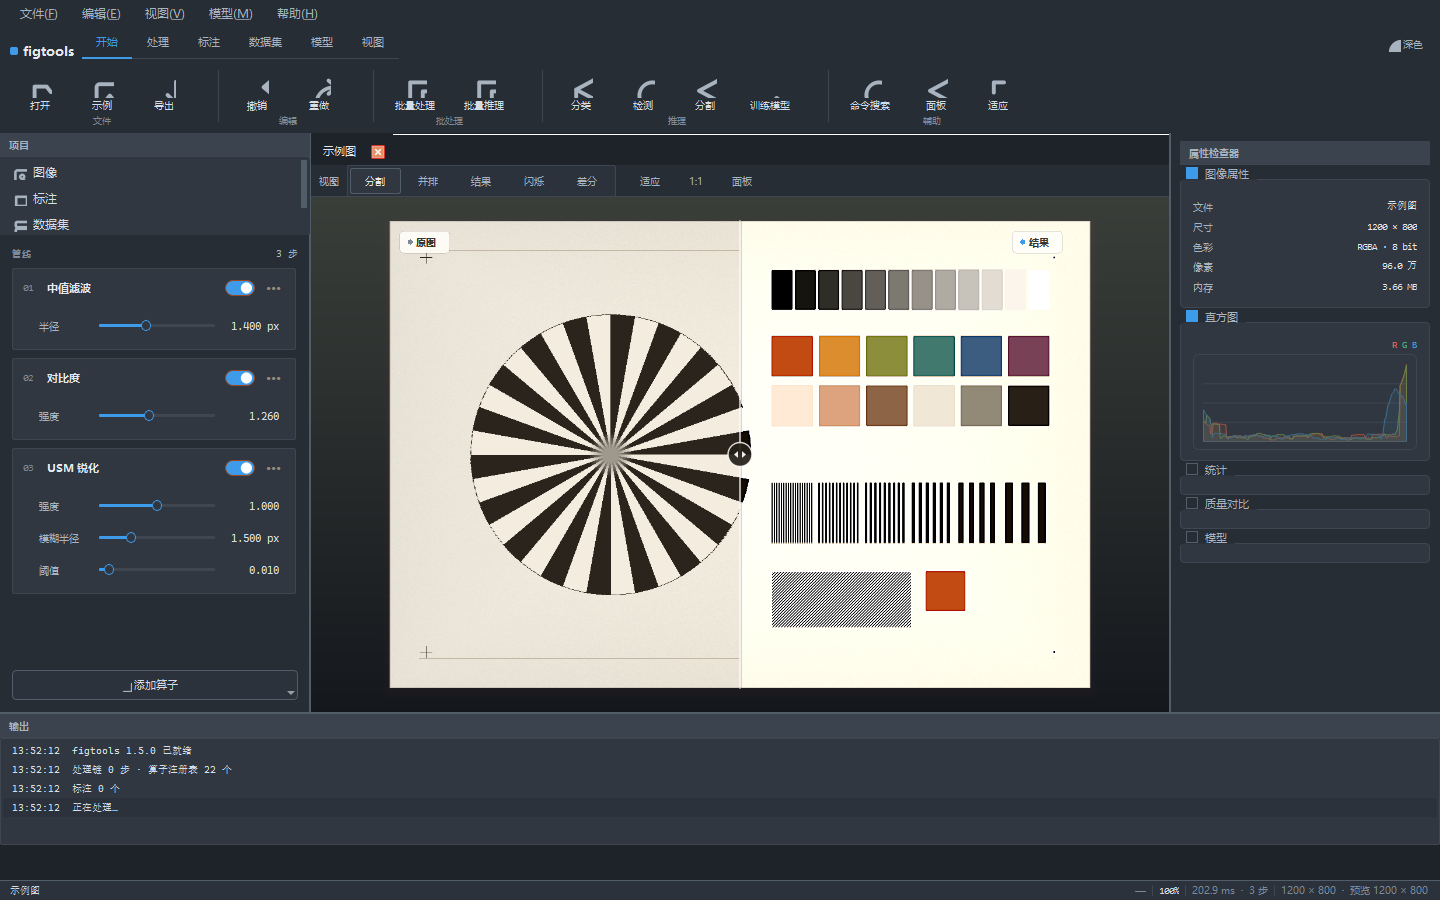 文件(F) 编辑(E) 视图(V) 模型(M) 帮助(H)
figtools 开始 处理 标注 数据集 模型 视图 深色
打开 示例 导出 撤销 重做 批量处理 批量推理 分类 检测 分割 训练模型 命令搜索 面板 适应
文件 编辑 批处理 推理 辅助
项目
图像
标注
数据集
管线 3 步
01 中值滤波
半径 1.400 px
02 对比度
强度 1.260
03 USM 锐化
强度 1.000
模糊半径 1.500 px
阈值 0.010
添加算子
示例图
视图 分割 并排 结果 闪烁 差分 适应 1:1 面板
原图 结果
属性检查器
图像属性
文件 示例图
尺寸 1200 × 800
色彩 RGBA · 8 bit
像素 96.0 万
内存 3.66 MB
直方图
R G B
统计
质量对比
模型
输出
13:52:12 figtools 1.5.0 已就绪
13:52:12 处理链 0 步 · 算子注册表 22 个
13:52:12 标注 0 个
13:52:12 正在处理…
示例图 — 100% 202.9 ms · 3 步 1200 × 800 · 预览 1200 × 800